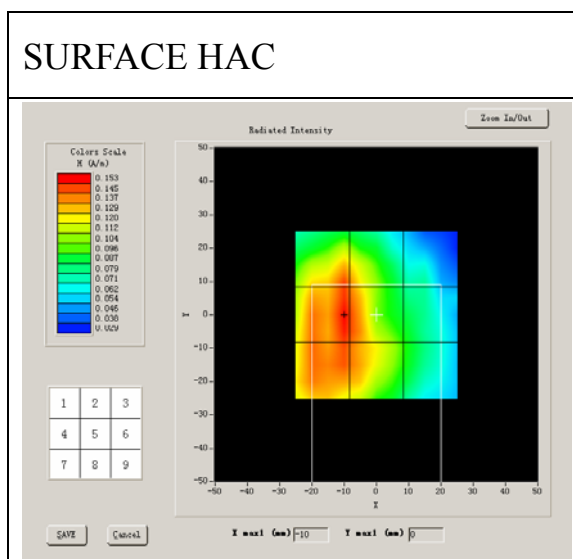 SURFACE HAC
Zoom In/Out
Radiated Intensity
Colors Scale
H (A/m)
0.153
0.145
0.137
0.129
0.120
0.112
0.104
0.096
0.087
0.079
0.071
0.062
0.054
0.046
0.038
0.029
50
40
30
20
10
0
-10
-20
-30
-40
-50
Y
-50 -40 -30 -20 -10 0 10 20 30 40 50
X
1 2 3
4 5 6
7 8 9
SAVE Cancel X max1 (mm) -10 Y max1 (mm) 0